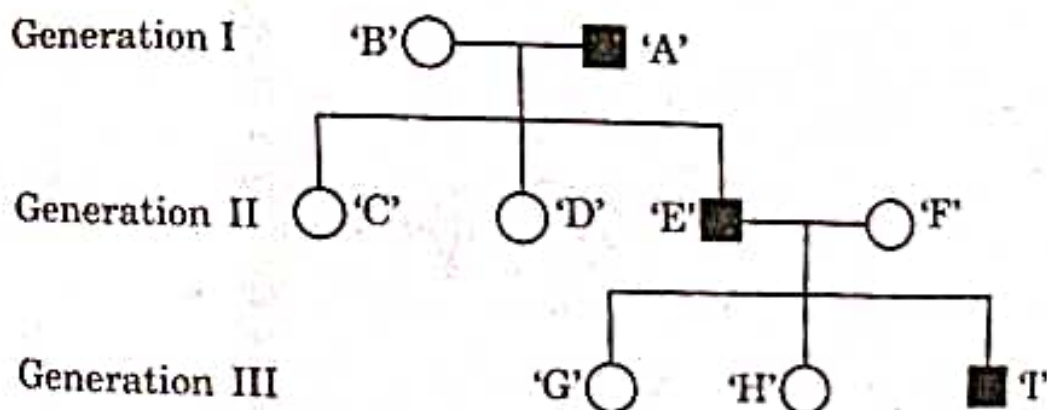 Generation I 'B' 'A'
Generation II 'C' 'D' 'E' 'F'
Generation III 'G' 'H' 'I'